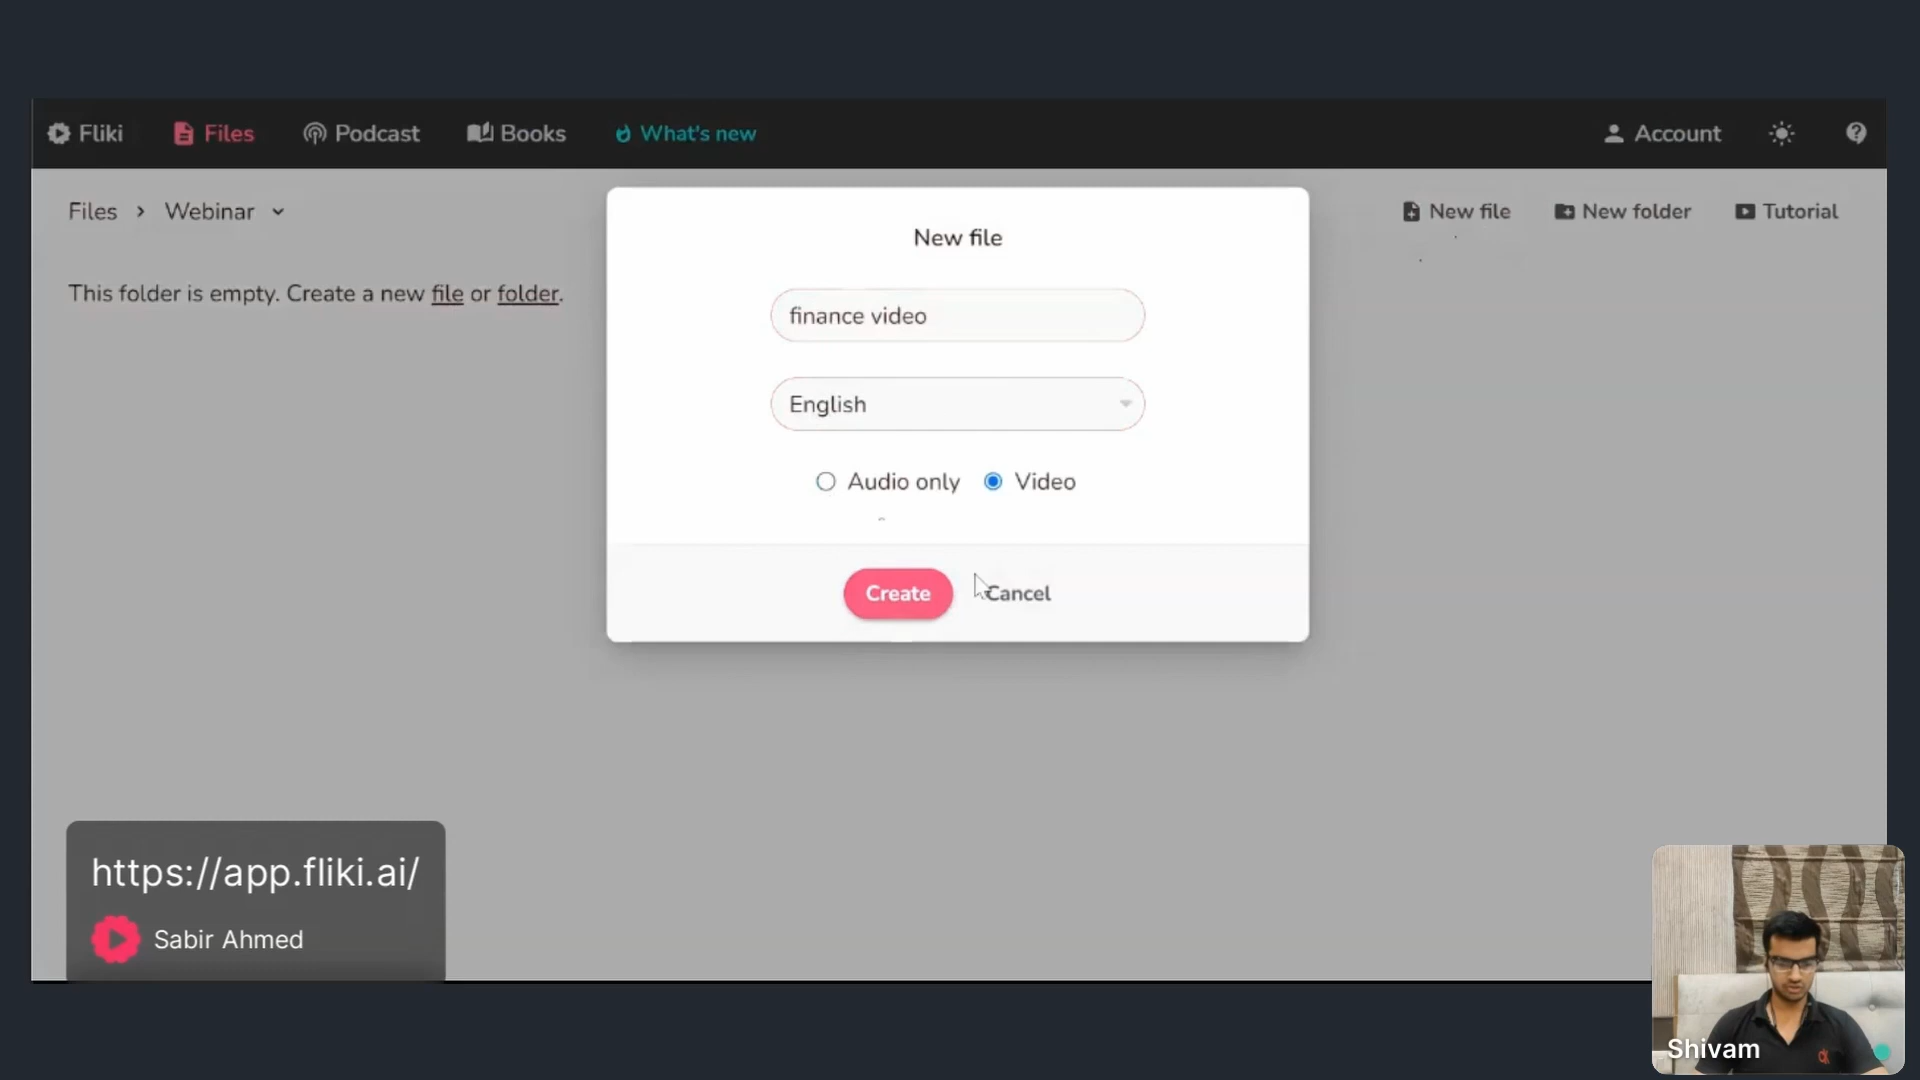 Fliki Files Podcast Books What's new Account
Files › Webinar New file New folder Tutorial
This folder is empty. Create a new file or folder.
New file
finance video
English
Audio only Video
Create Cancel
https://app.fliki.ai/
Sabir Ahmed
Shivam